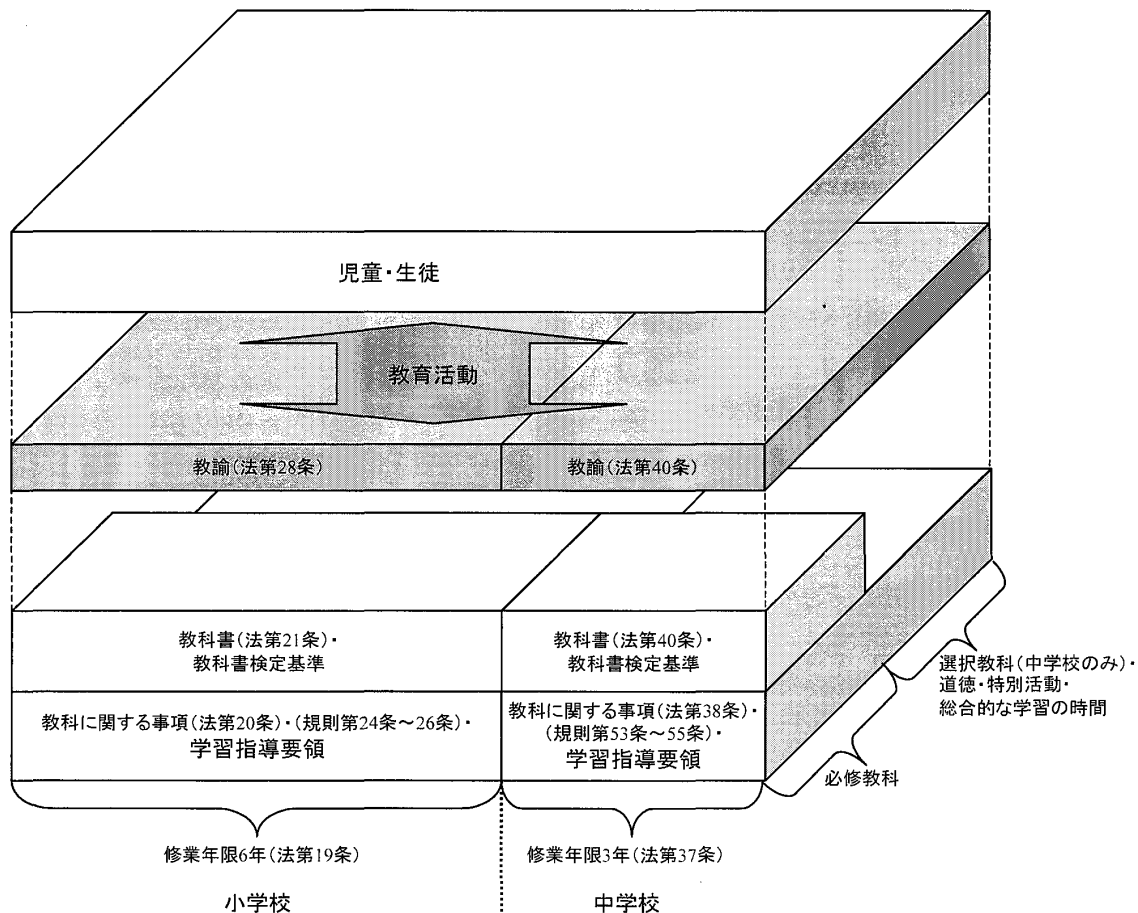 児童・生徒
教育活動
教諭(法第28条)
教諭(法第40条)
教科書(法第21条)・
教科書検定基準
教科書(法第40条)・
教科書検定基準
教科に関する事項(法第20条)・(規則第24条~26条)・
学習指導要領
教科に関する事項(法第38条)・
(規則第53条~55条)・
学習指導要領
選択教科(中学校のみ)・
道徳・特別活動・
総合的な学習の時間
必修教科
修業年限6年(法第19条)
修業年限3年(法第37条)
小学校
中学校